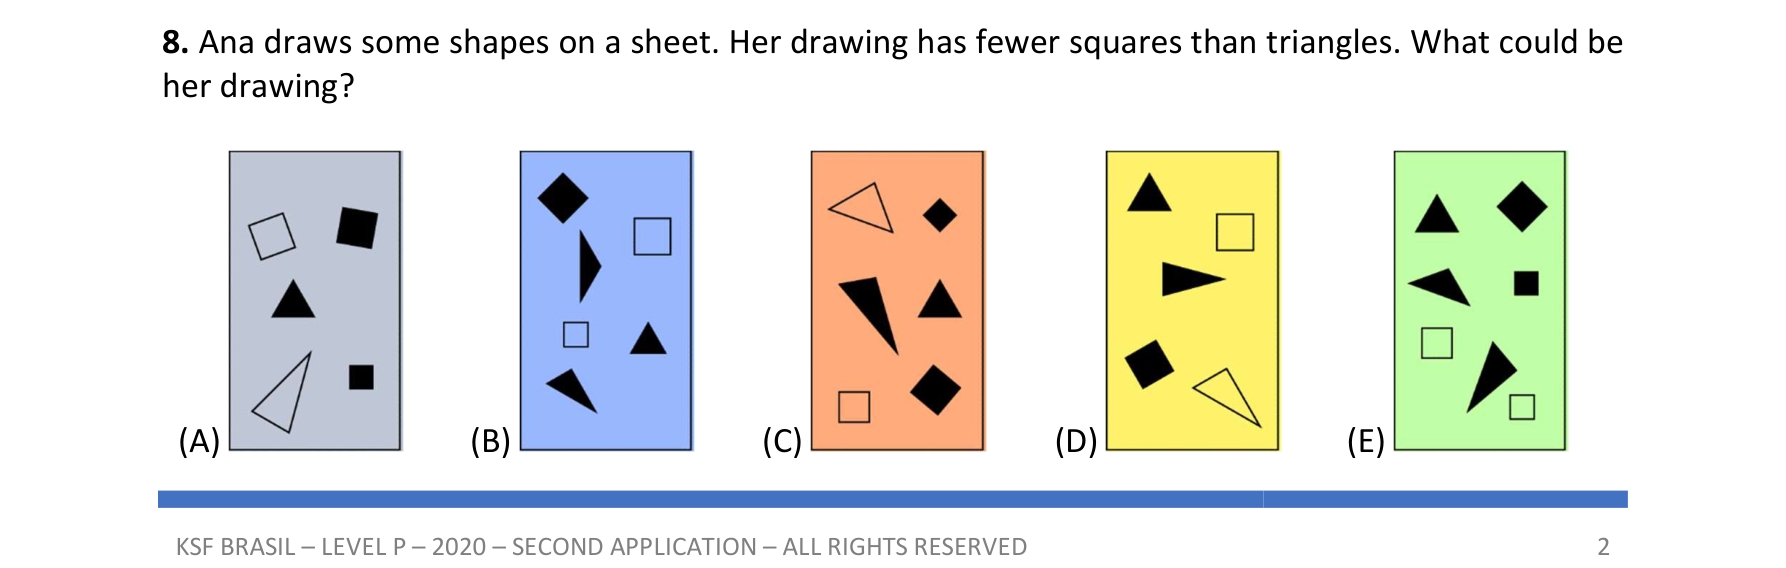 8. Ana draws some shapes on a sheet. Her drawing has fewer squares than triangles. What could be
her drawing?
(A) (B) (C) (D) (E)
KSF BRASIL – LEVEL P – 2020 – SECOND APPLICATION – ALL RIGHTS RESERVED 2